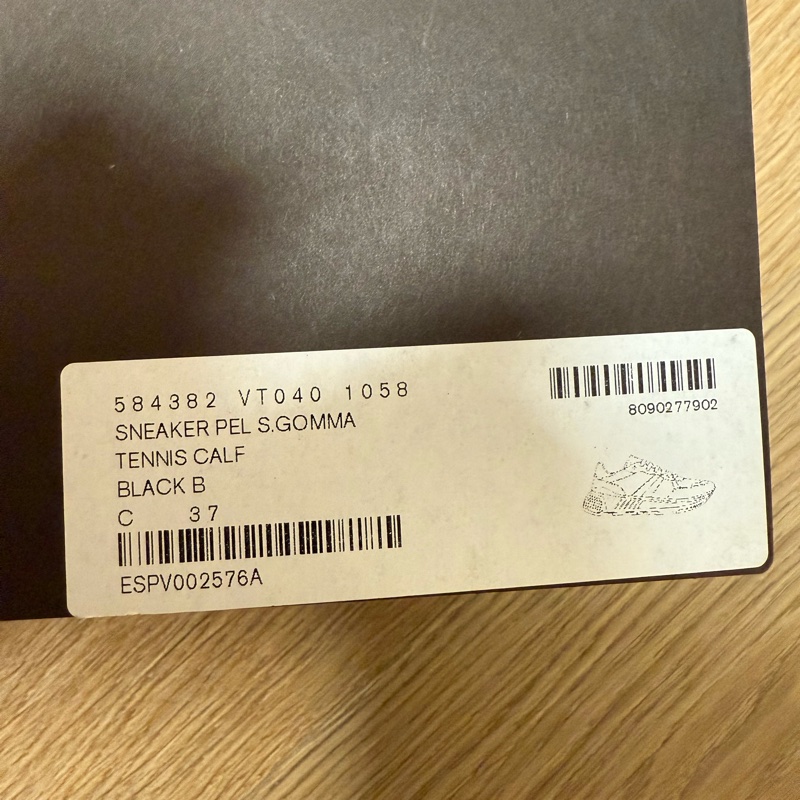 584382 VT040 1058
SNEAKER PEL S.GOMMA
TENNIS CALF
BLACK B
C 37
ESPV002576A
8090277902